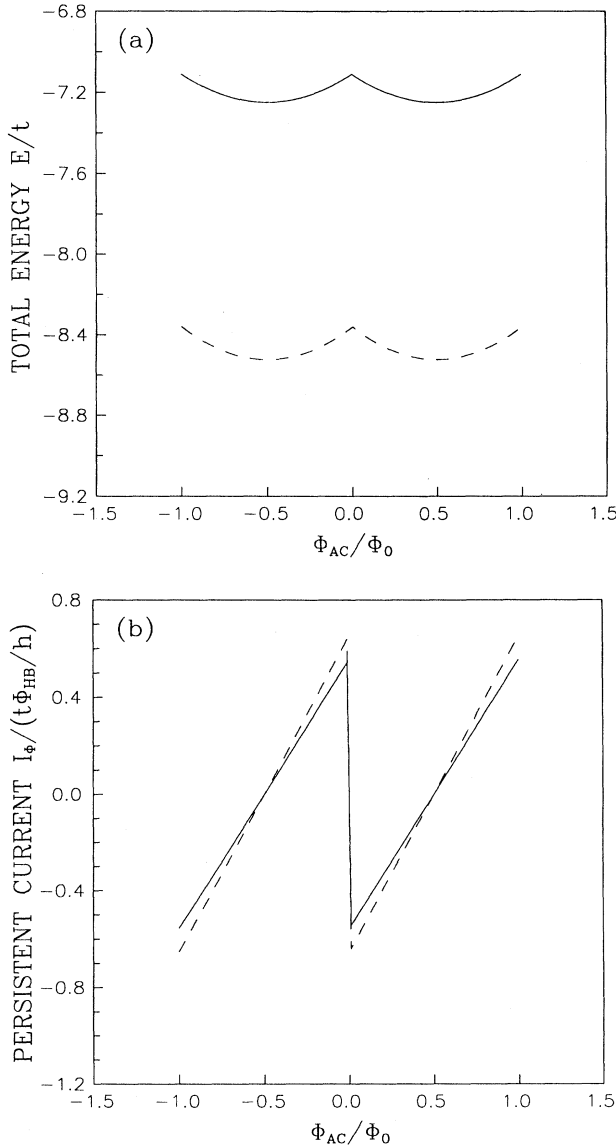 (a)
TOTAL ENERGY E/t
−6.8
−7.2
−7.6
−8.0
−8.4
−8.8
−9.2
−1.5 −1.0 −0.5 0.0 0.5 1.0 1.5
Φ_AC/Φ_0
(b)
PERSISTENT CURRENT I_Φ/(tΦ_HB/h)
0.8
0.4
0.0
−0.4
−0.8
−1.2
−1.5 −1.0 −0.5 0.0 0.5 1.0 1.5
Φ_AC/Φ_0